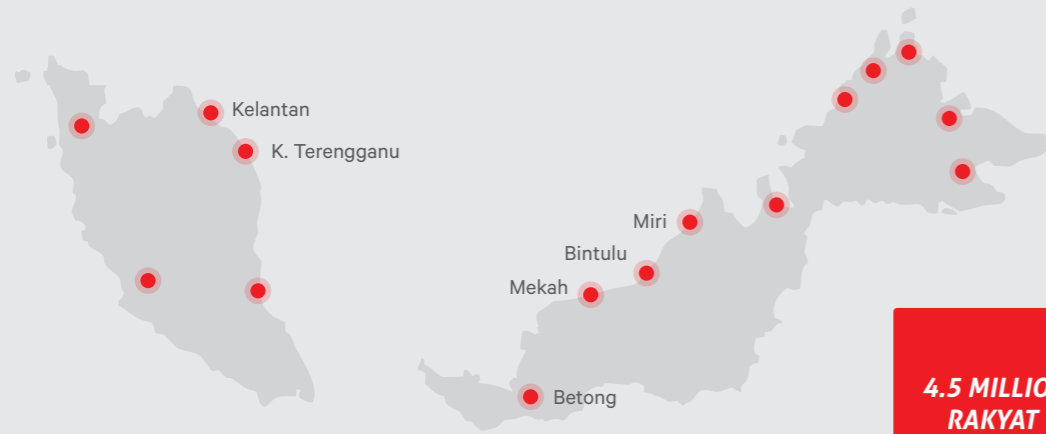 Kelantan
K. Terengganu
Miri
Bintulu
Mekah
Betong
4.5 MILLIO
RAKYAT